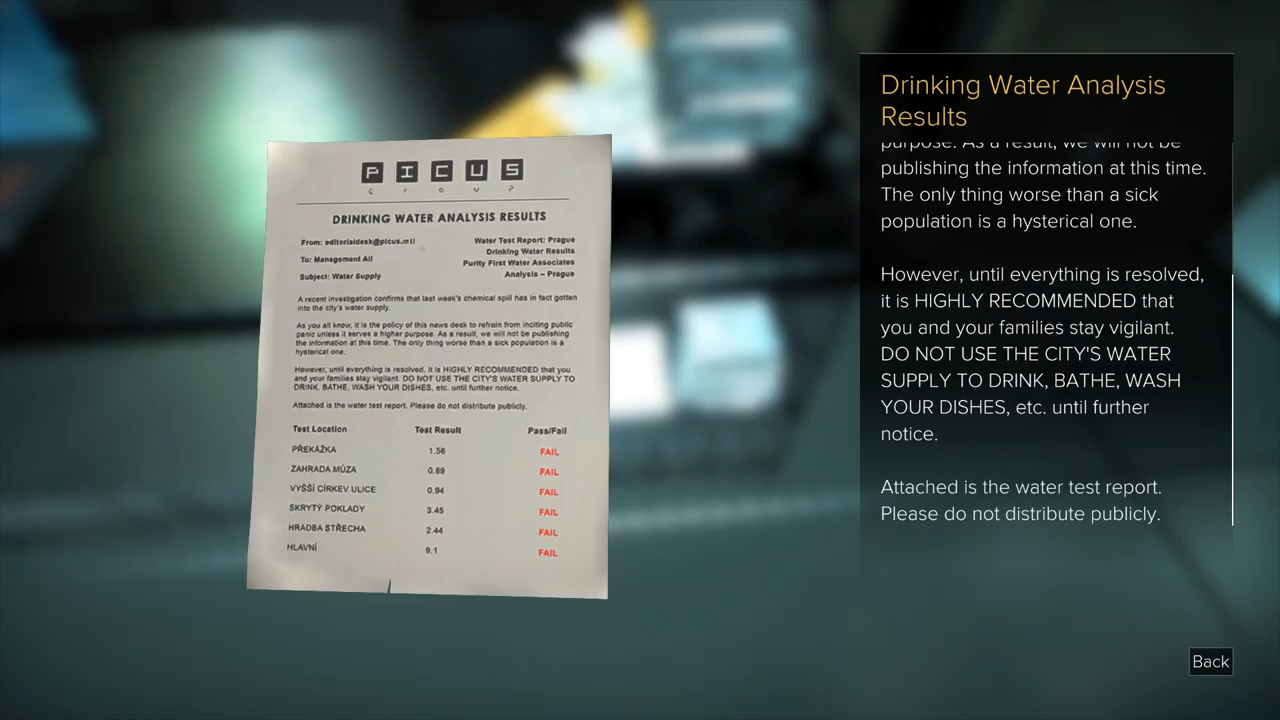 PICUS
Group
DRINKING WATER ANALYSIS RESULTS
From: editorialdesk@picus.mtl
To: Management All
Subject: Water Supply
Water Test Report: Prague
Drinking Water Results
Purity First Water Associates
Analysis – Prague
A recent investigation confirms that last week's chemical spill has in fact gotten
into the city's water supply.
As you all know, it is the policy of this news desk to refrain from inciting public
panic unless it serves a higher purpose. As a result, we will not be publishing
the information at this time. The only thing worse than a sick population is a
hysterical one.
However, until everything is resolved, it is HIGHLY RECOMMENDED that you
and your families stay vigilant. DO NOT USE THE CITY'S WATER SUPPLY TO
DRINK, BATHE, WASH YOUR DISHES, etc. until further notice.
Attached is the water test report. Please do not distribute publicly.
Test Location Test Result Pass/Fail
PŘEKÁŽKA 1.56 FAIL
ZAHRADA MÚZA 0.89 FAIL
VYŠŠÍ CÍRKEV ULICE 0.94 FAIL
SKRYTÝ POKLADY 3.45 FAIL
HRADBA STŘECHA 2.44 FAIL
HLAVNÍ 9.1 FAIL
Drinking Water Analysis
Results
purpose. As a result, we will not be
publishing the information at this time.
The only thing worse than a sick
population is a hysterical one.
However, until everything is resolved,
it is HIGHLY RECOMMENDED that
you and your families stay vigilant.
DO NOT USE THE CITY'S WATER
SUPPLY TO DRINK, BATHE, WASH
YOUR DISHES, etc. until further
notice.
Attached is the water test report.
Please do not distribute publicly.
Back